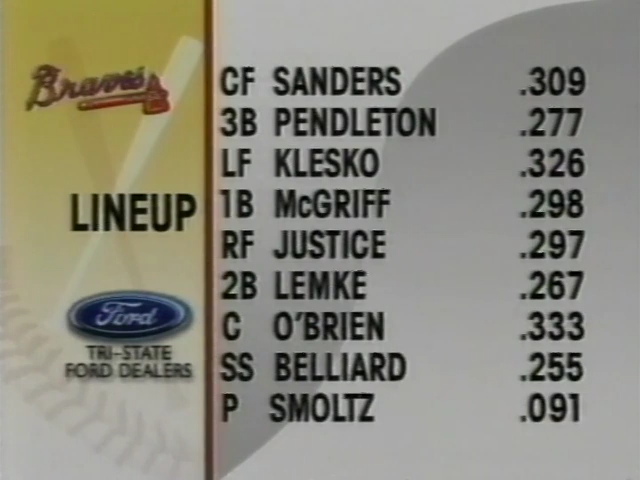 Braves
LINEUP
Ford
TRI-STATE
FORD DEALERS
CF SANDERS .309
3B PENDLETON .277
LF KLESKO .326
1B McGRIFF .298
RF JUSTICE .297
2B LEMKE .267
C O'BRIEN .333
SS BELLIARD .255
P SMOLTZ .091